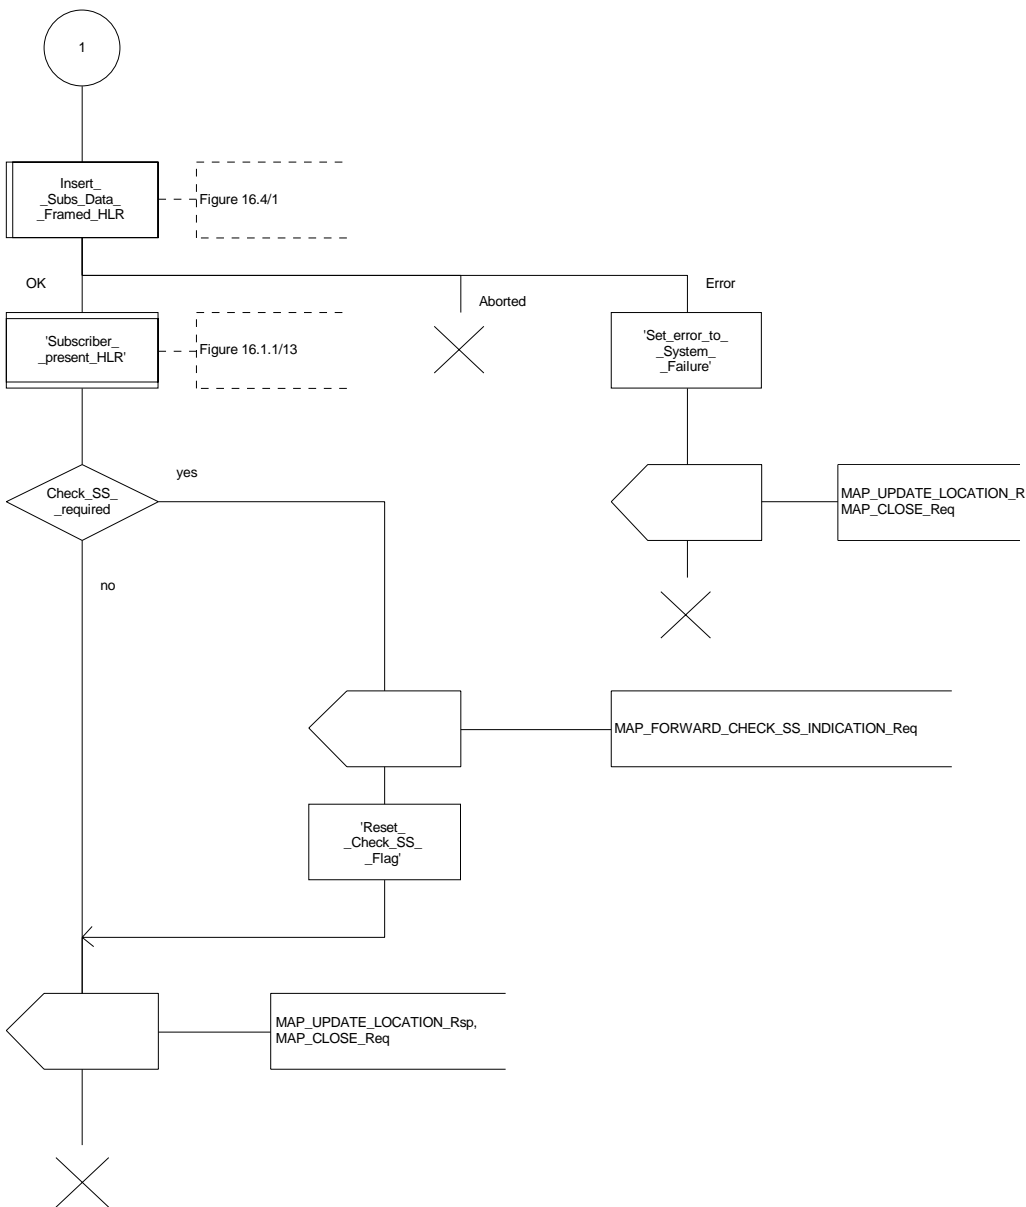 1
Insert_
_Subs_Data_
_Framed_HLR
Figure 16.4/1
OK
Aborted
Error
'Subscriber_
_present_HLR'
Figure 16.1.1/13
'Set_error_to_
_System_
_Failure'
Check_SS_
_required
yes
MAP_UPDATE_LOCATION_R
MAP_CLOSE_Req
no
MAP_FORWARD_CHECK_SS_INDICATION_Req
'Reset_
_Check_SS_
_Flag'
MAP_UPDATE_LOCATION_Rsp,
MAP_CLOSE_Req